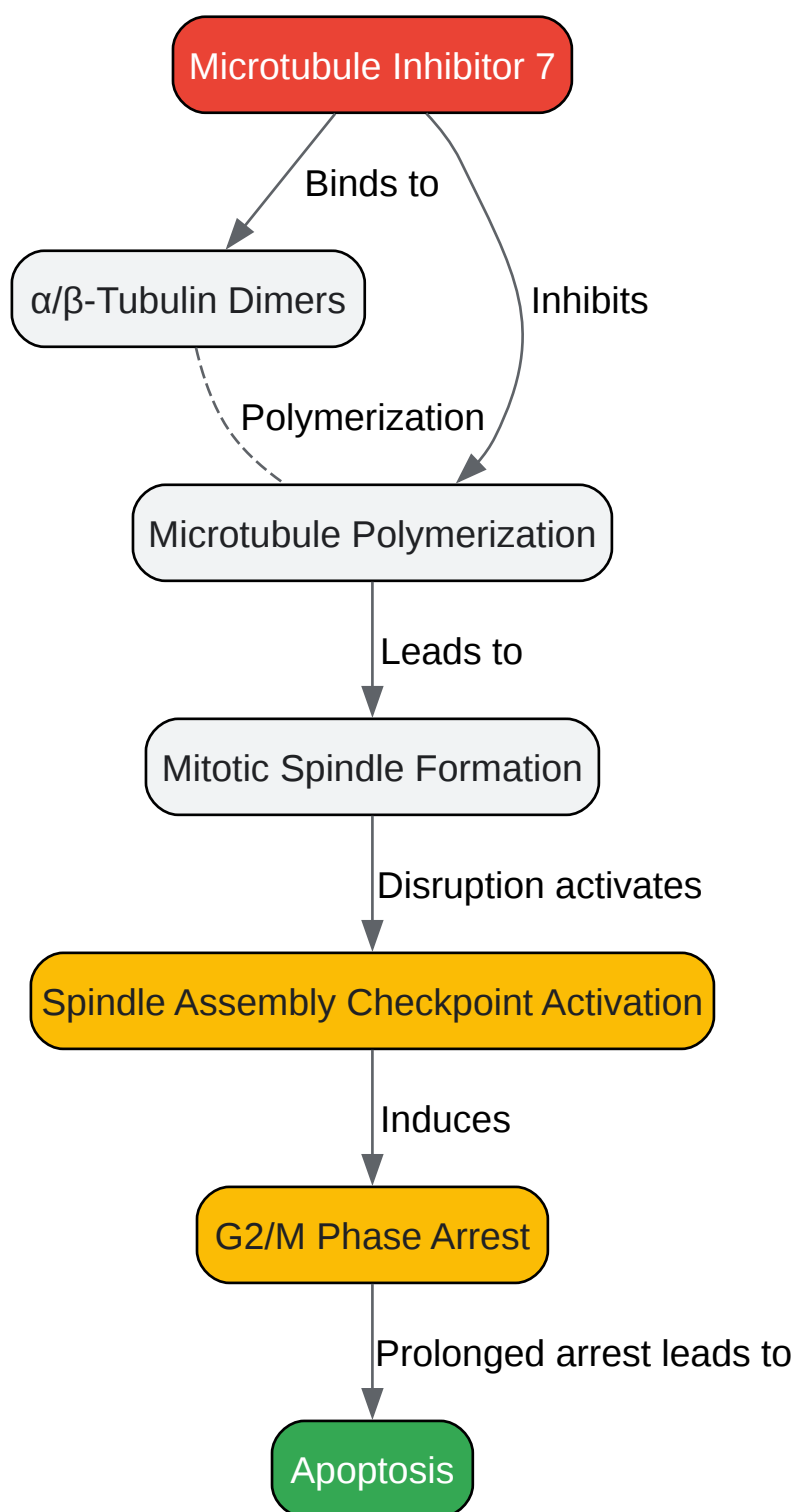 Microtubule Inhibitor 7
Binds to
α/β-Tubulin Dimers
Inhibits
Polymerization
Microtubule Polymerization
Leads to
Mitotic Spindle Formation
Disruption activates
Spindle Assembly Checkpoint Activation
Induces
G2/M Phase Arrest
Prolonged arrest leads to
Apoptosis